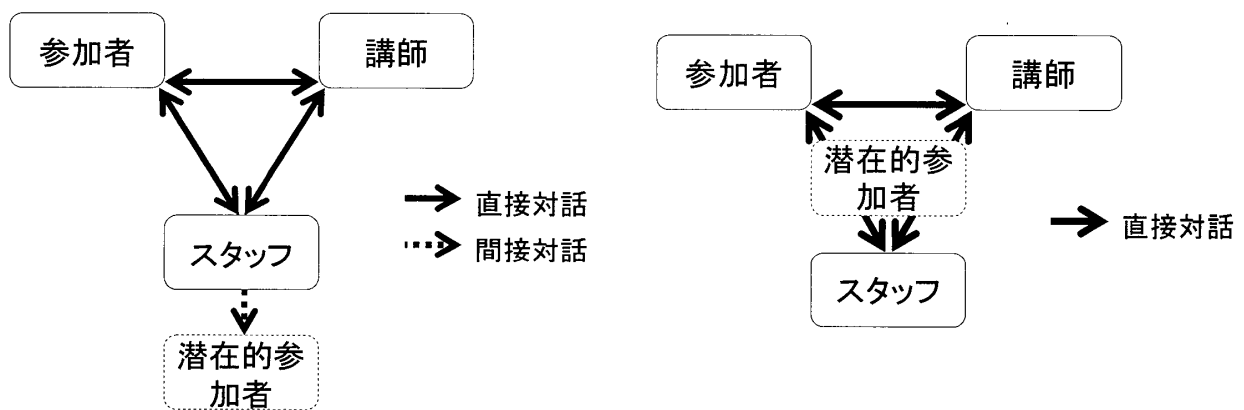 参加者
講師
直接対話
間接対話
スタッフ
潜在的参
加者
参加者
講師
潜在的参
加者
直接対話
スタッフ